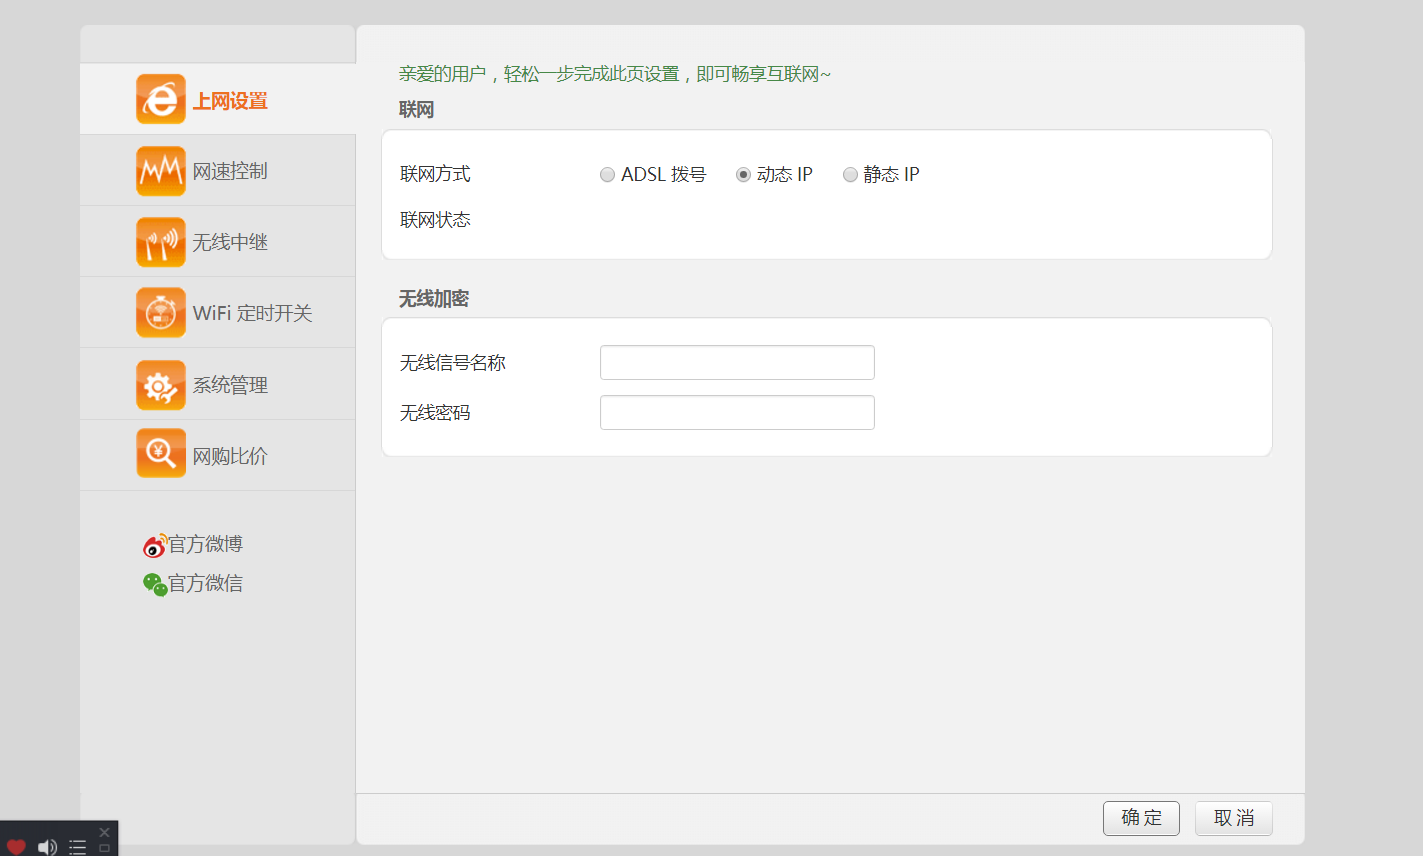 上网设置
网速控制
无线中继
WiFi 定时开关
系统管理
网购比价
官方微博
官方微信
亲爱的用户，轻松一步完成此页设置，即可畅享互联网~
联网
联网方式 ADSL 拨号 动态 IP 静态 IP
联网状态
无线加密
无线信号名称
无线密码
确 定 取 消